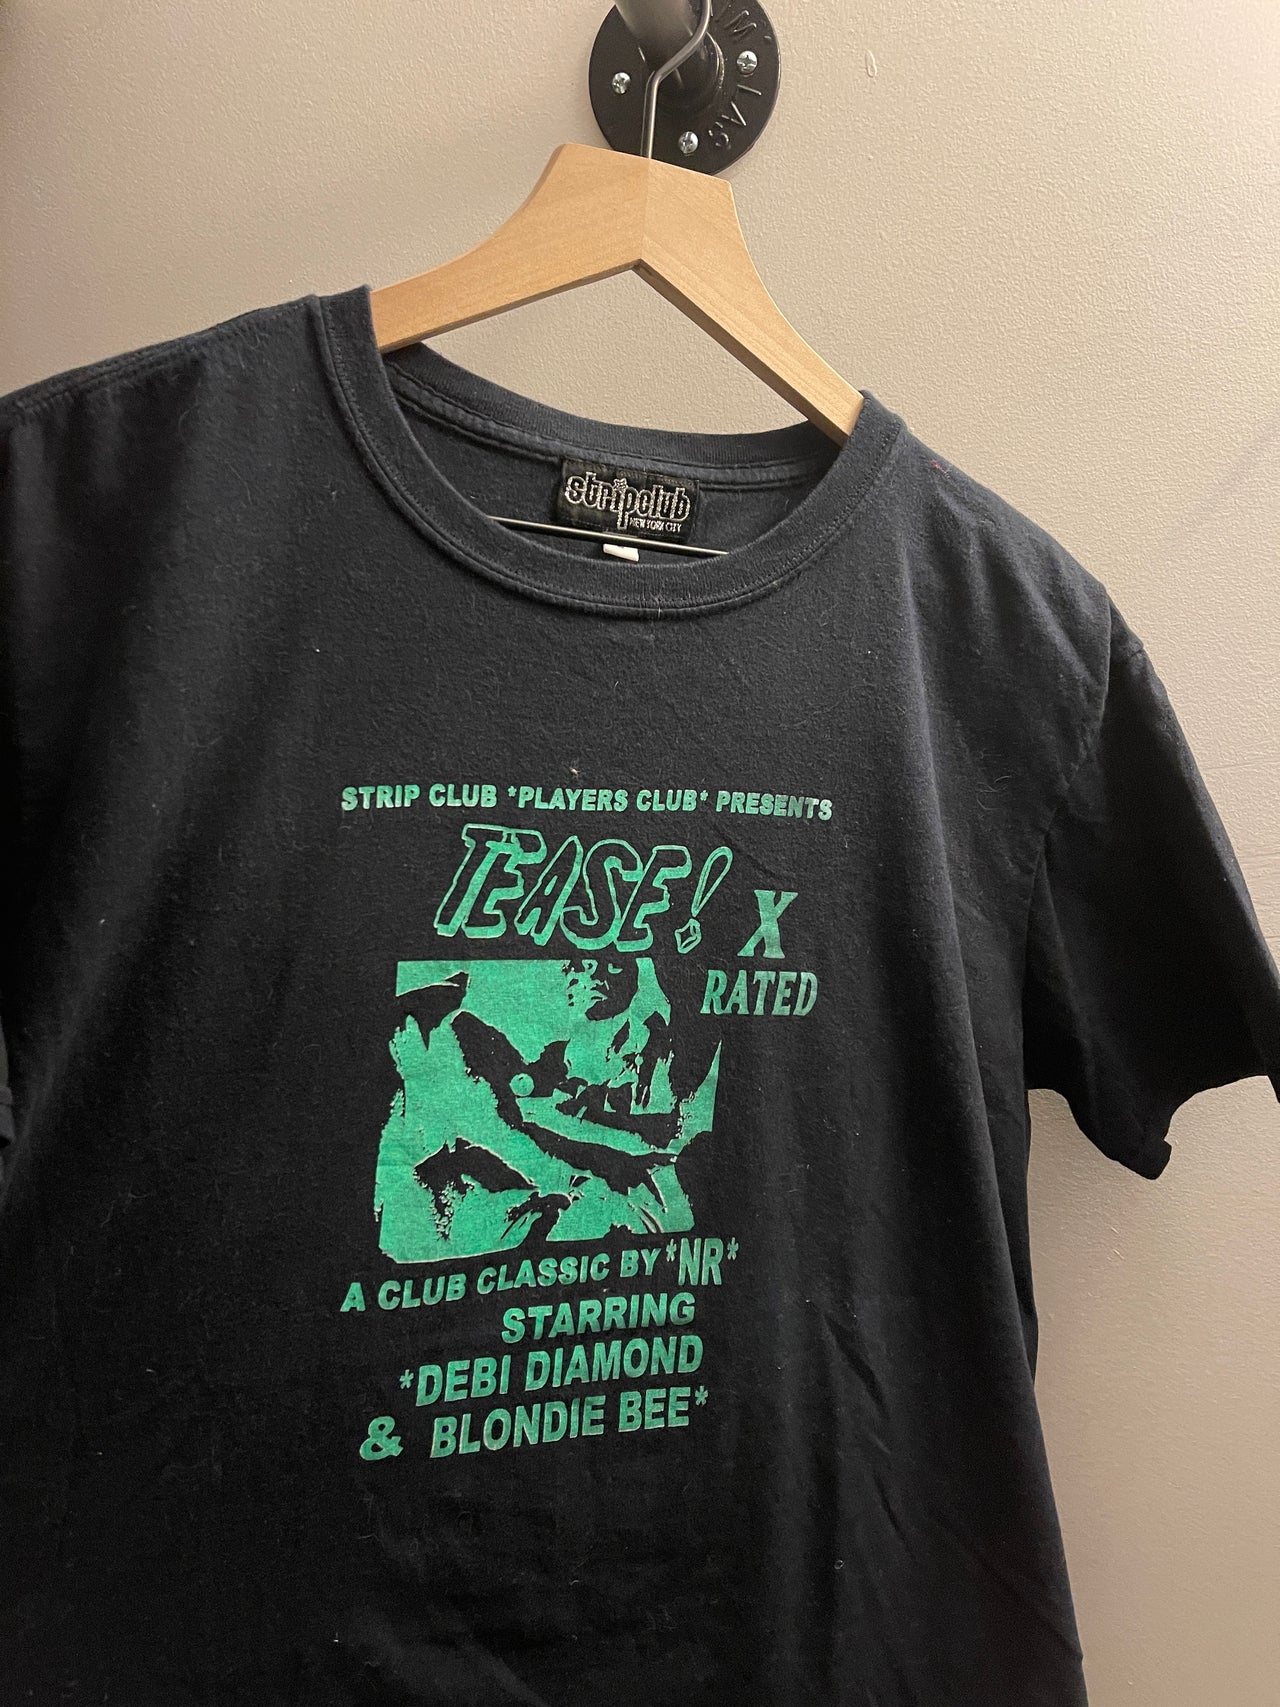 stripclub
NEW YORK CITY
STRIP CLUB *PLAYERS CLUB* PRESENTS
TEASE!
X
RATED
A CLUB CLASSIC BY *NR*
STARRING
*DEBI DIAMOND
& BLONDIE BEE*